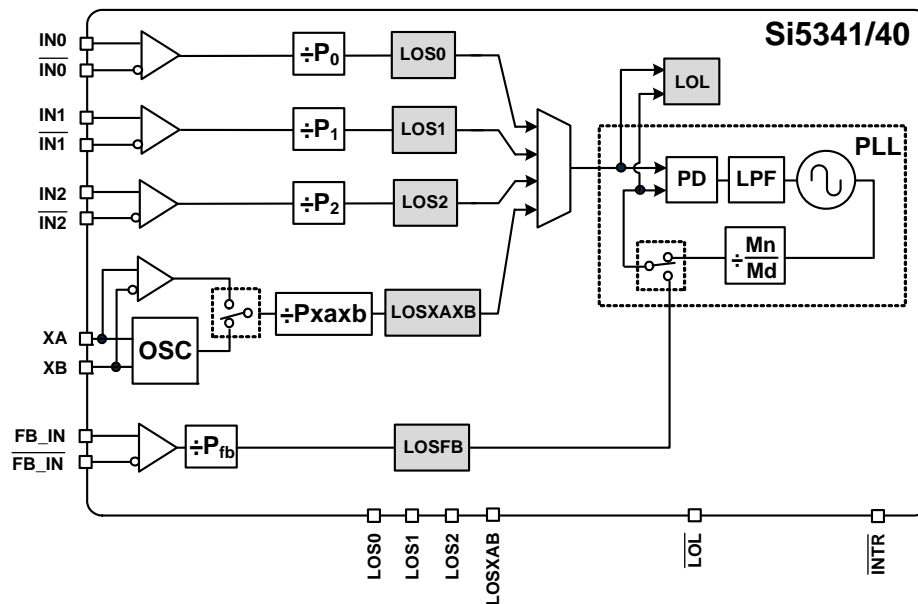 Si5341/40
IN0
IN0
÷P0
LOS0
LOL
IN1
IN1
÷P1
LOS1
PLL
PD
LPF
IN2
IN2
÷P2
LOS2
÷Mn
Md
XA
XB
OSC
÷Pxaxb
LOSXAXB
FB_IN
FB_IN
÷Pfb
LOSFB
LOS0
LOS1
LOS2
LOSXAB
LOL
INTR